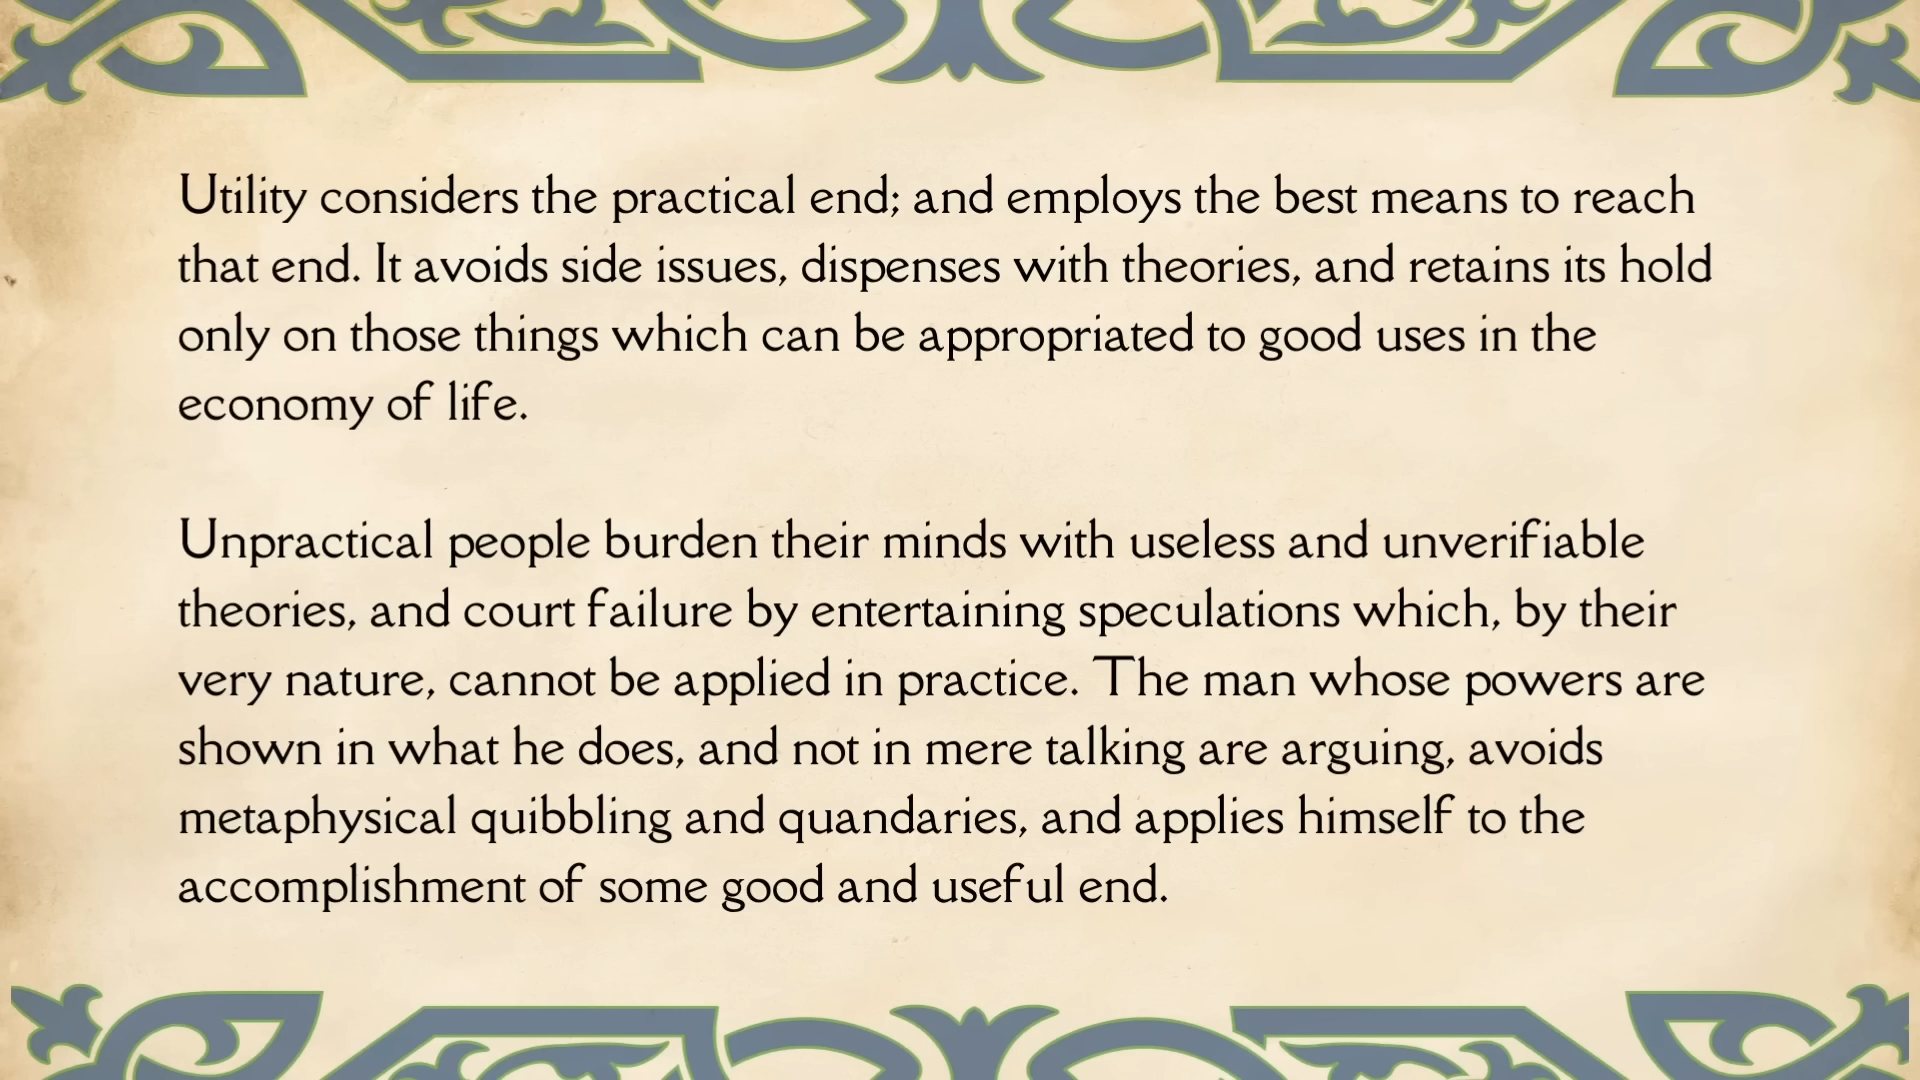 Utility considers the practical end; and employs the best means to reach
that end. It avoids side issues, dispenses with theories, and retains its hold
only on those things which can be appropriated to good uses in the
economy of life.
Unpractical people burden their minds with useless and unverifiable
theories, and court failure by entertaining speculations which, by their
very nature, cannot be applied in practice. The man whose powers are
shown in what he does, and not in mere talking are arguing, avoids
metaphysical quibbling and quandaries, and applies himself to the
accomplishment of some good and useful end.